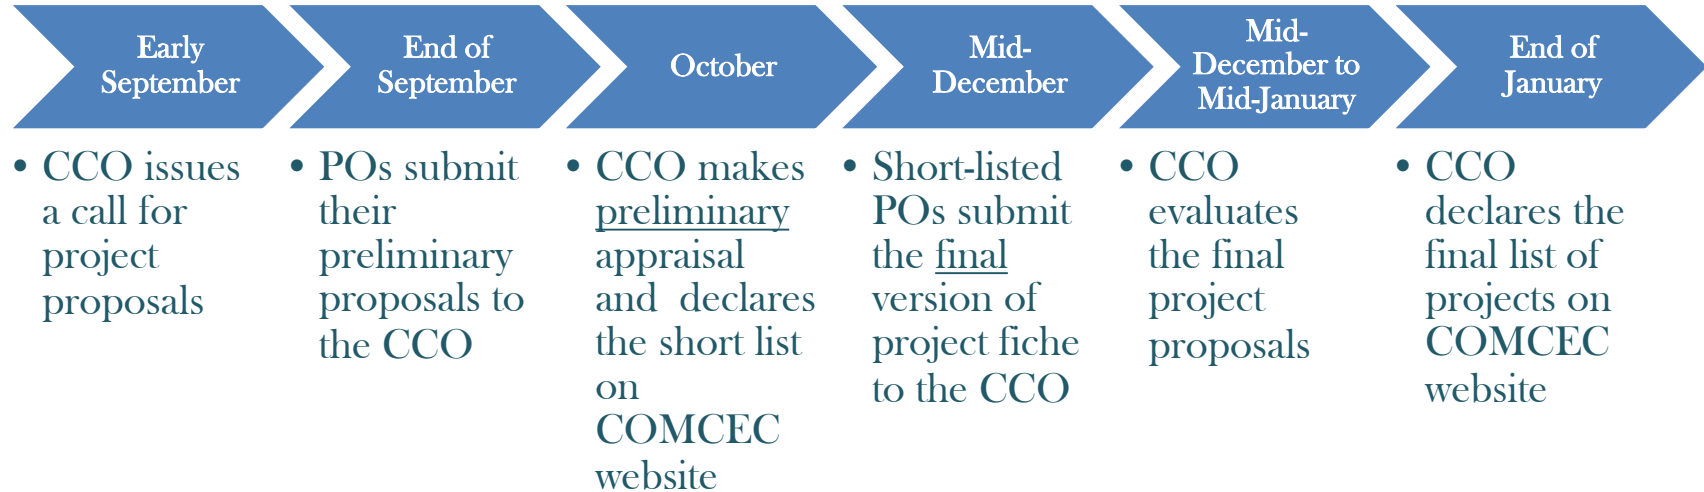 Early
September
End of
September
October
Mid-
December
Mid-
December to
Mid-January
End of
January
• CCO issues
a call for
project
proposals
• POs submit
their
preliminary
proposals to
the CCO
• CCO makes
preliminary
appraisal
and  declares
the short list
on
COMCEC
website
• Short-listed
POs submit
the final
version of
project fiche
to the CCO
• CCO
evaluates
the final
project
proposals
• CCO
declares the
final list of
projects on
COMCEC
website